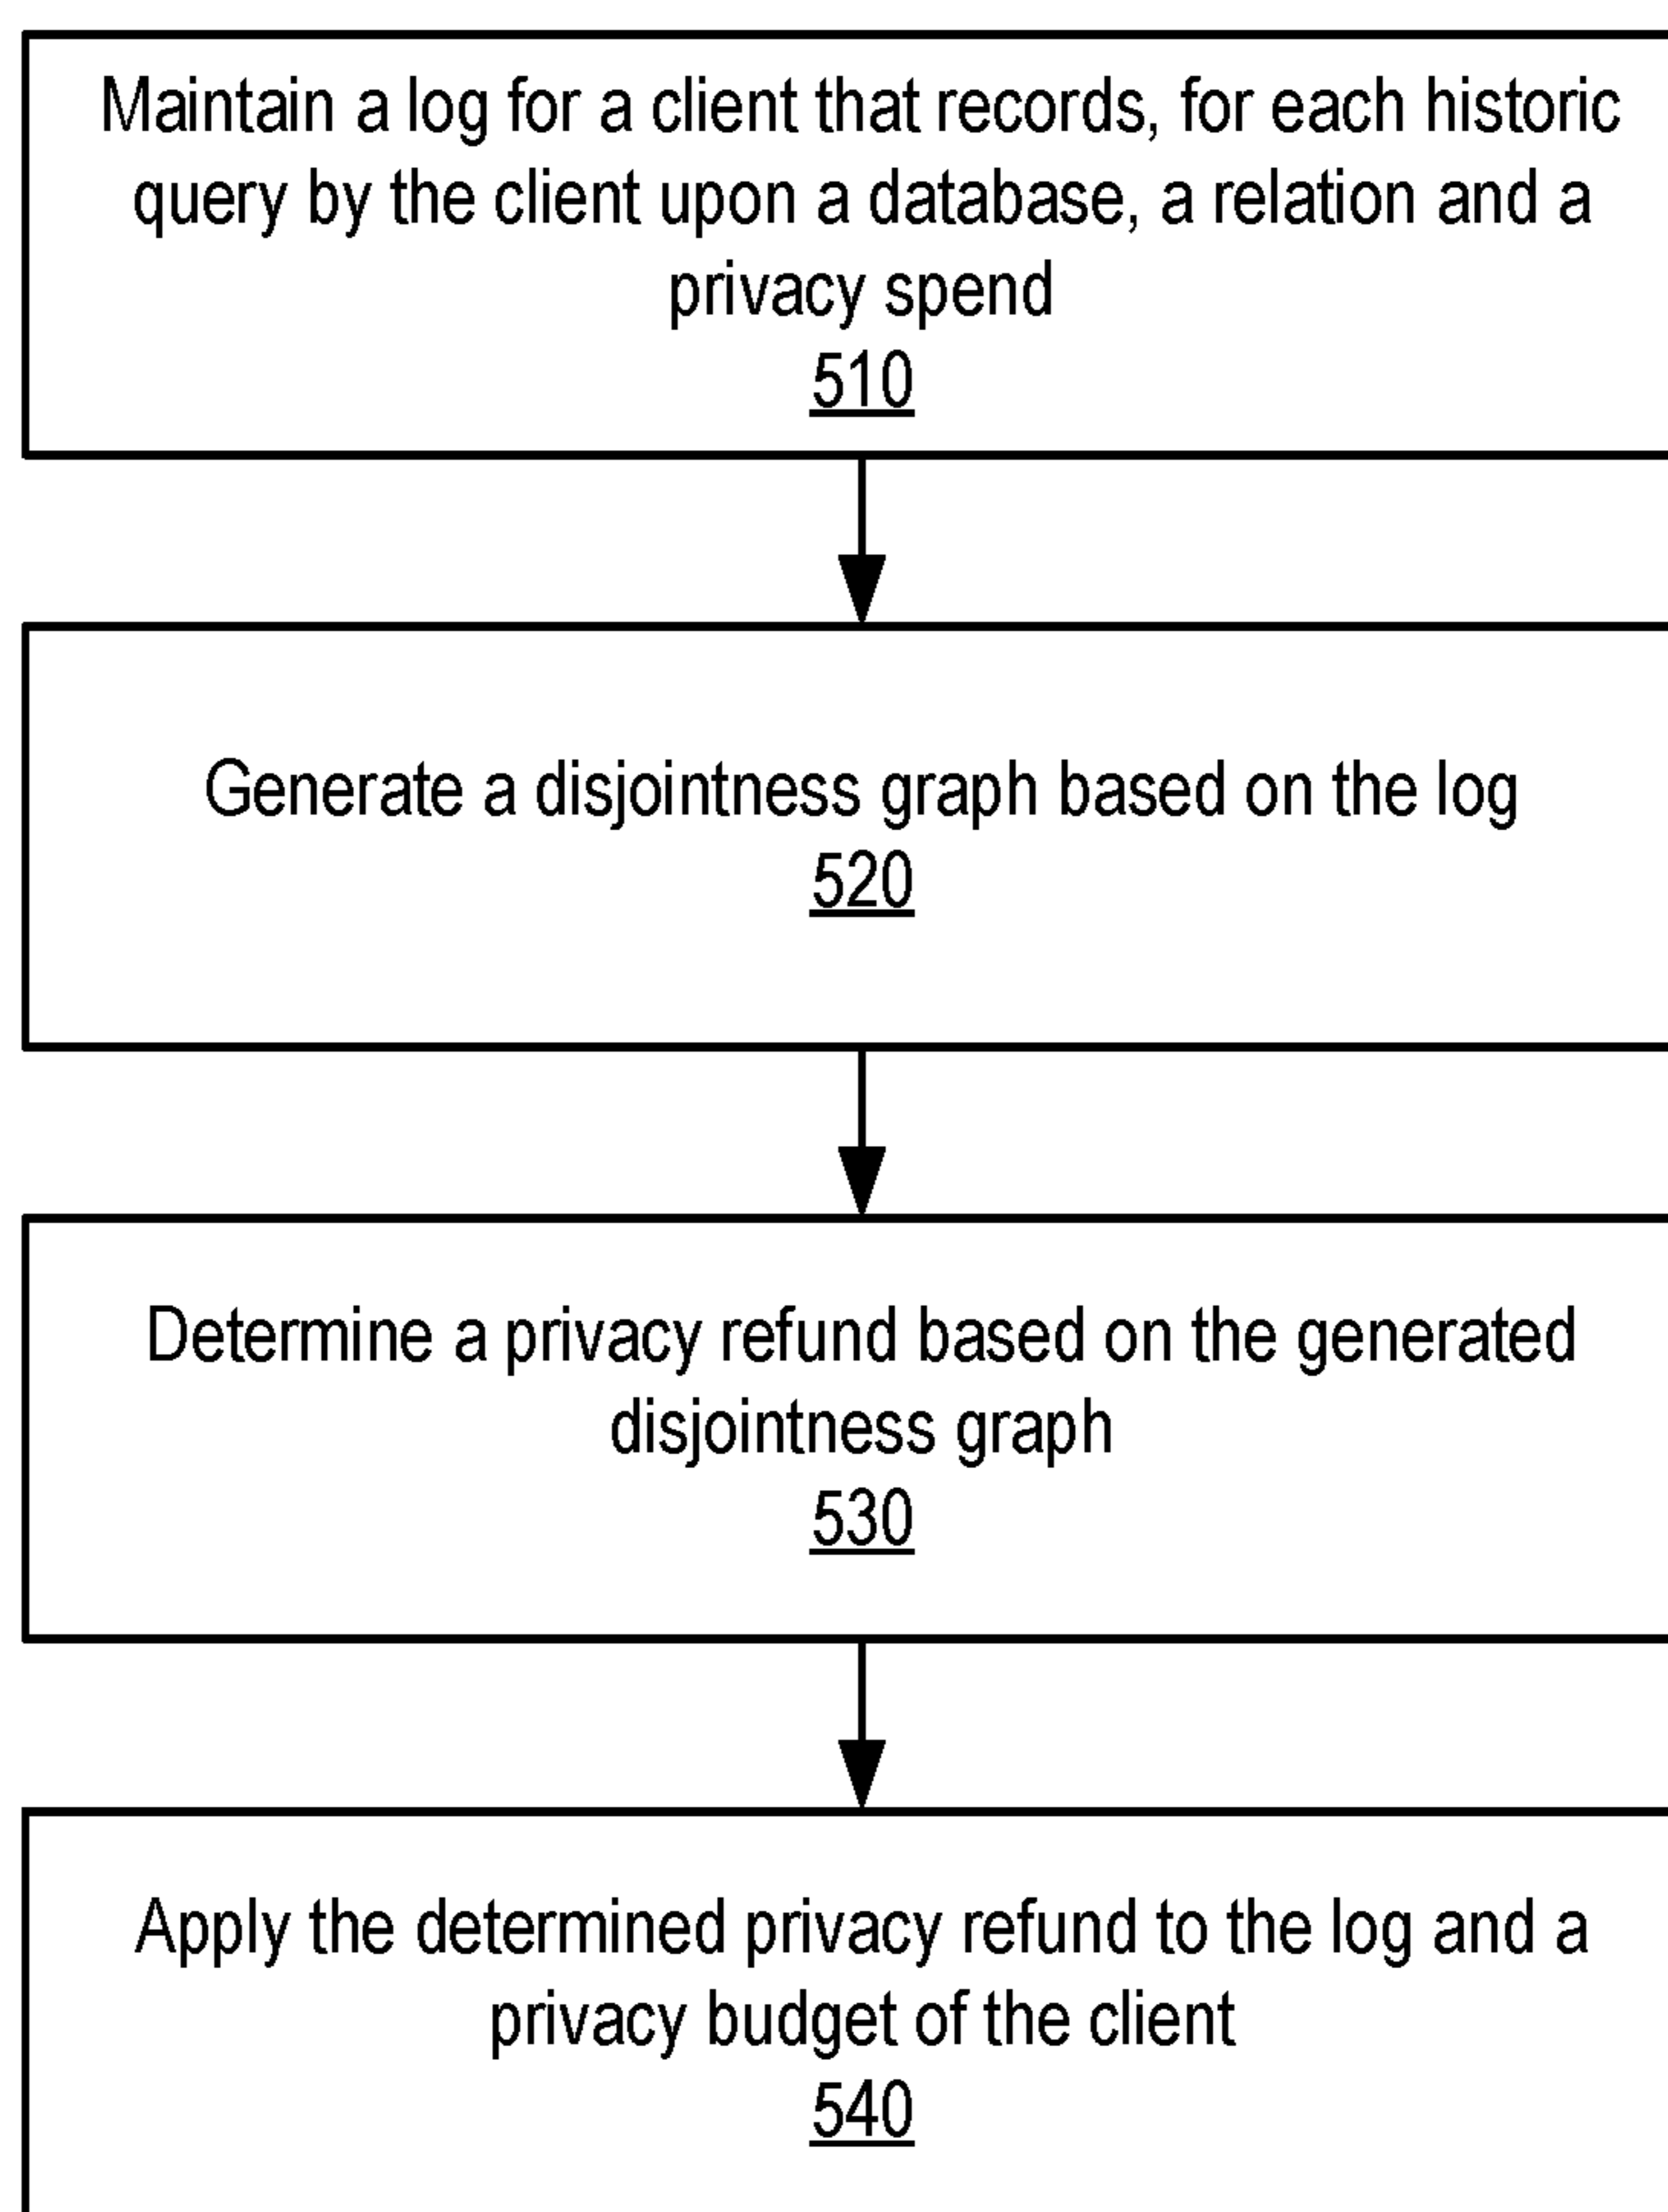 Maintain a log for a client that records, for each historic
query by the client upon a database, a relation and a
privacy spend
510
Generate a disjointness graph based on the log
520
Determine a privacy refund based on the generated
disjointness graph
530
Apply the determined privacy refund to the log and a
privacy budget of the client
540